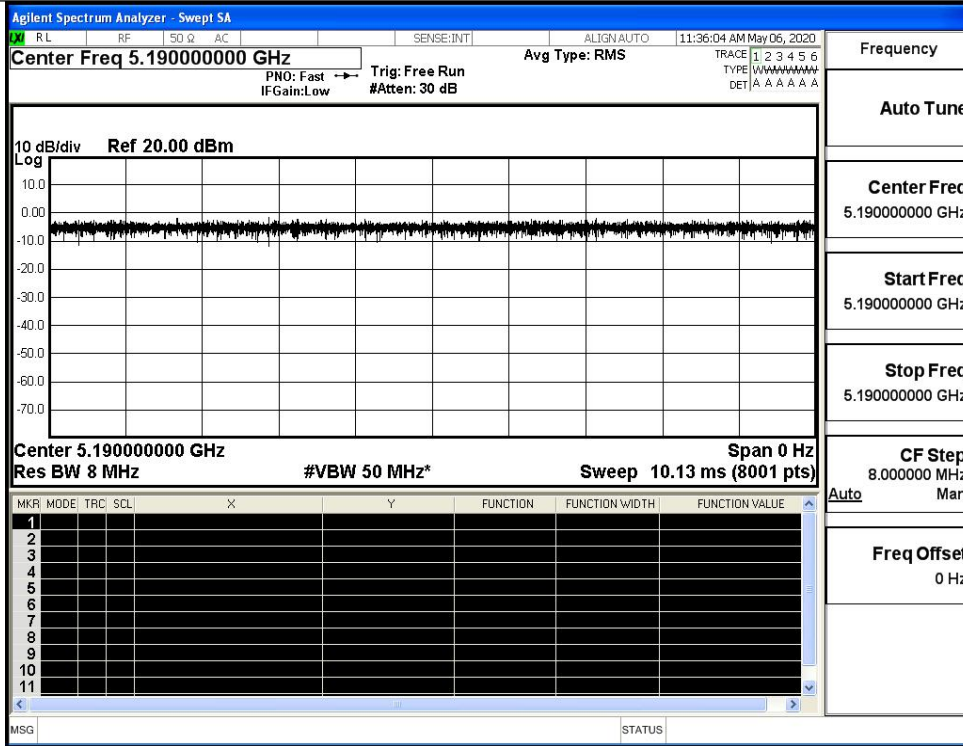 Agilent Spectrum Analyzer - Swept SA
LXI RL RF 50 Ω AC SENSE:INT ALIGNAUTO 11:36:04 AM May 06, 2020
Center Freq 5.190000000 GHz Avg Type: RMS TRACE 1 2 3 4 5 6
PNO: Fast Trig: Free Run TYPE WWWWWW
IFGain:Low #Atten: 30 dB DET A A A A A A
10 dB/div Ref 20.00 dBm
Log
10.0
0.00
-10.0
-20.0
-30.0
-40.0
-50.0
-60.0
-70.0
Center 5.190000000 GHz Span 0 Hz
Res BW 8 MHz #VBW 50 MHz* Sweep 10.13 ms (8001 pts)
MKR MODE TRC SCL X Y FUNCTION FUNCTION WIDTH FUNCTION VALUE
1
2
3
4
5
6
7
8
9
10
11
MSG STATUS
Frequency
Auto Tune
Center Freq
5.190000000 GHz
Start Freq
5.190000000 GHz
Stop Freq
5.190000000 GHz
CF Step
8.000000 MHz
Auto Man
Freq Offset
0 Hz